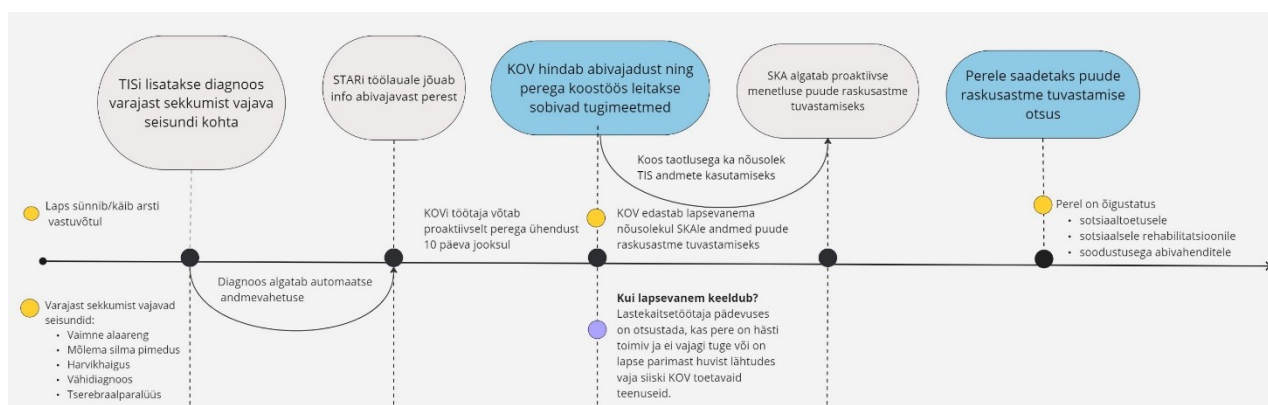 TISi lisatakse diagnoos
varajast sekkumist vajava
seisundi kohta
STARi töölauale jõuab
info abivajavast perest
KOV hindab abivajadust ning
perega koostöös leitakse
sobivad tugimeetmed
SKA algatab proaktiivse
menetluse puude raskusastme
tuvastamiseks
Perele saadetaks puude
raskusastme tuvastamise
otsus
Koos taotlusega ka nõusolek
TIS andmete kasutamiseks
Laps sünnib/käib arsti
vastuvõtul
KOVi töötaja võtab
proaktiivselt perega ühendust
10 päeva jooksul
KOV edastab lapsevanema
nõusolekul SKAle andmed puude
raskusastme tuvastamiseks
Perel on õigustatus
• sotsiaaltoetusele
• sotsiaalsele rehabilitatsioonile
• soodustusega abivahenditele
Diagnoos algatab automaatse
andmevahetuse
Varajast sekkumist vajavad
seisundid:
• Vaimne alaareng
• Mõlema silma pimedus
• Harvikhaigus
• Vähidiagnoos
• Tserebraalparalüüs
Kui lapsevanem keeldub?
Lastekaitsetöötaja pädevuses
on otsustada, kas pere on hästi
toimiv ja ei vajagi tuge või on
lapse parimast huvist lähtudes
vaja siiski KOV toetavaid
teenuseid.